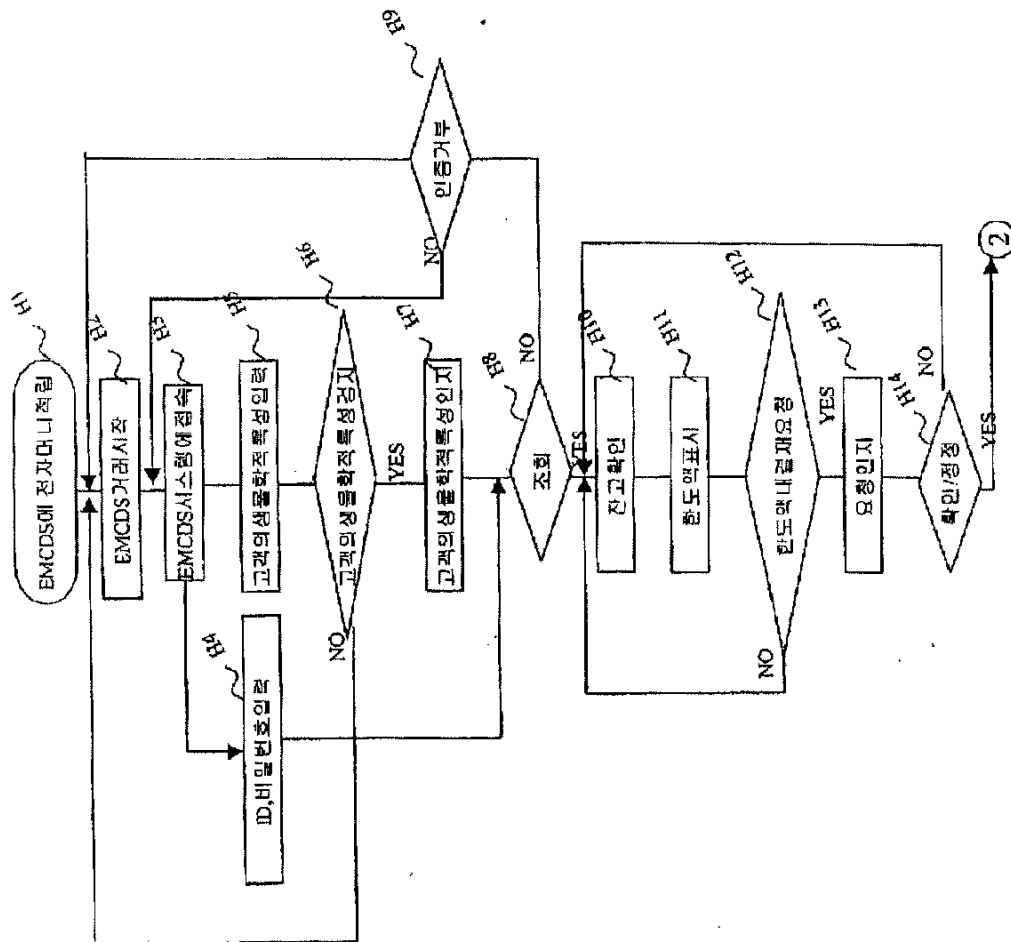 EMCDS에 전자머니적립
H1
EMCDS거래시작
H2
EMCDS시스템에접속
H3
ID,비밀번호입력
H4
고객의생물학적특성입력
H5
고객의생물학적특성검지
H6
NO
YES
고객의생물학적특성인지
H7
조회
H8
NO
YES
인증거부
H9
NO
잔고확인
H10
한도액표시
H11
한도액내결재요청
H12
NO
YES
요청인지
H13
확인/정정
H14
NO
YES
2